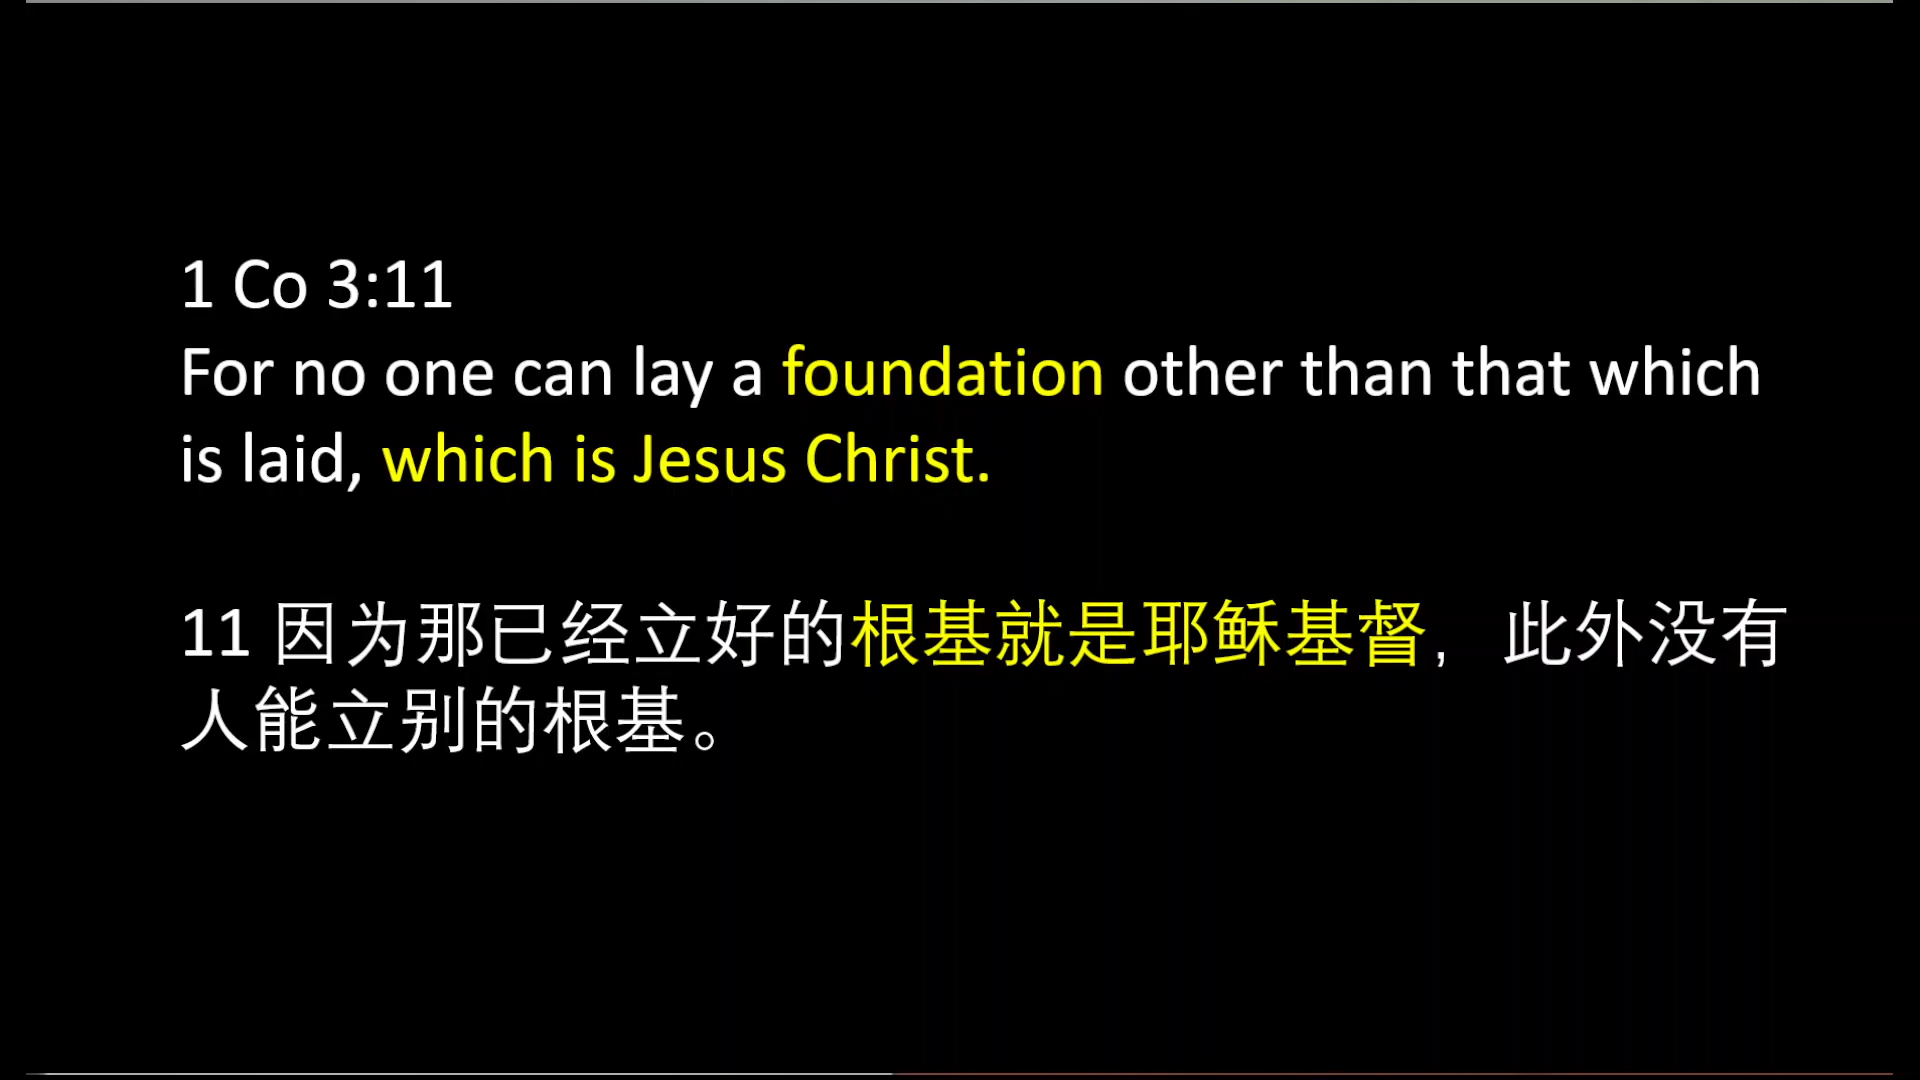 1 Co 3:11
For no one can lay a foundation other than that which
is laid, which is Jesus Christ.
11 因为那已经立好的根基就是耶稣基督， 此外没有
人能立别的根基。